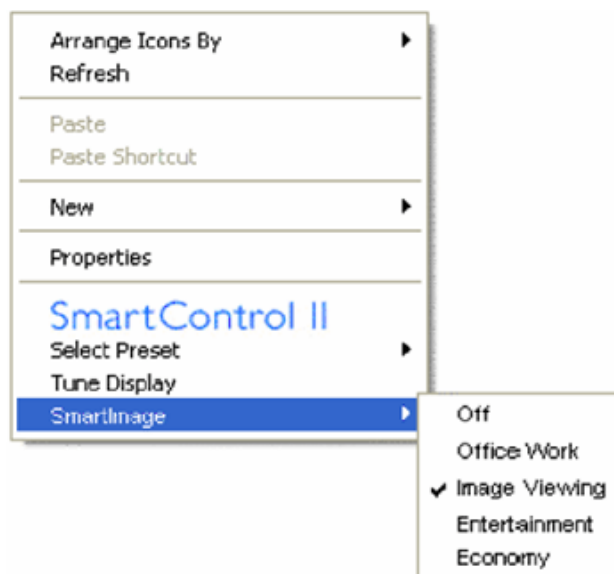 Arrange Icons By
Refresh
Paste
Paste Shortcut
New
Properties
SmartControl II
Select Preset
Tune Display
SmartImage
Off
Office Work
Image Viewing
Entertainment
Economy